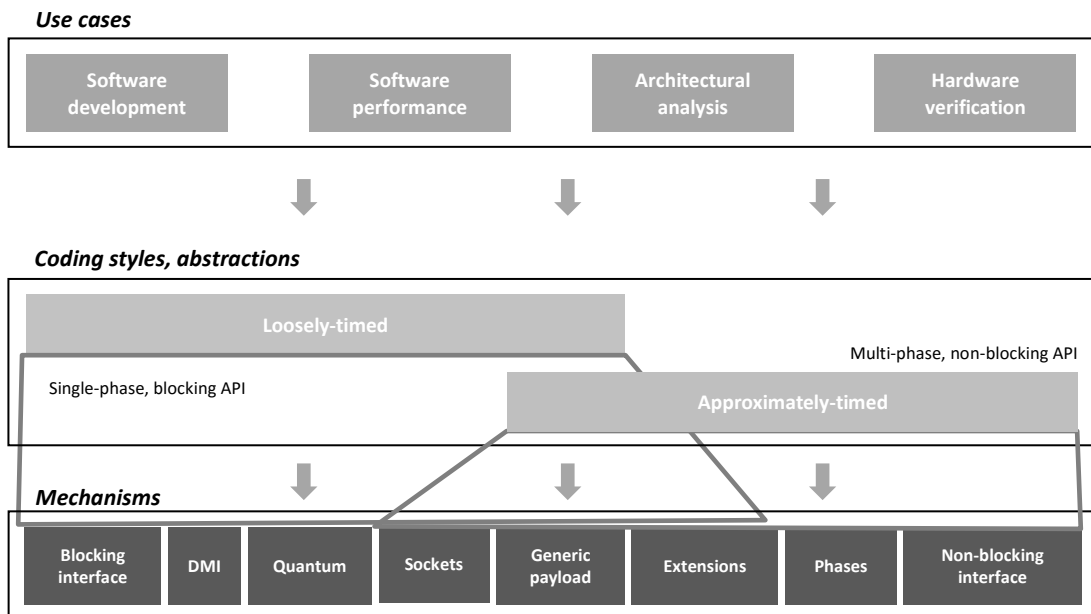 Use cases
Software
development
Software
performance
Architectural
analysis
Hardware
verification
Coding styles, abstractions
Loosely-timed
Multi-phase, non-blocking API
Single-phase, blocking API
Approximately-timed
Mechanisms
Blocking
interface
DMI
Quantum
Sockets
Generic
payload
Extensions
Phases
Non-blocking
interface